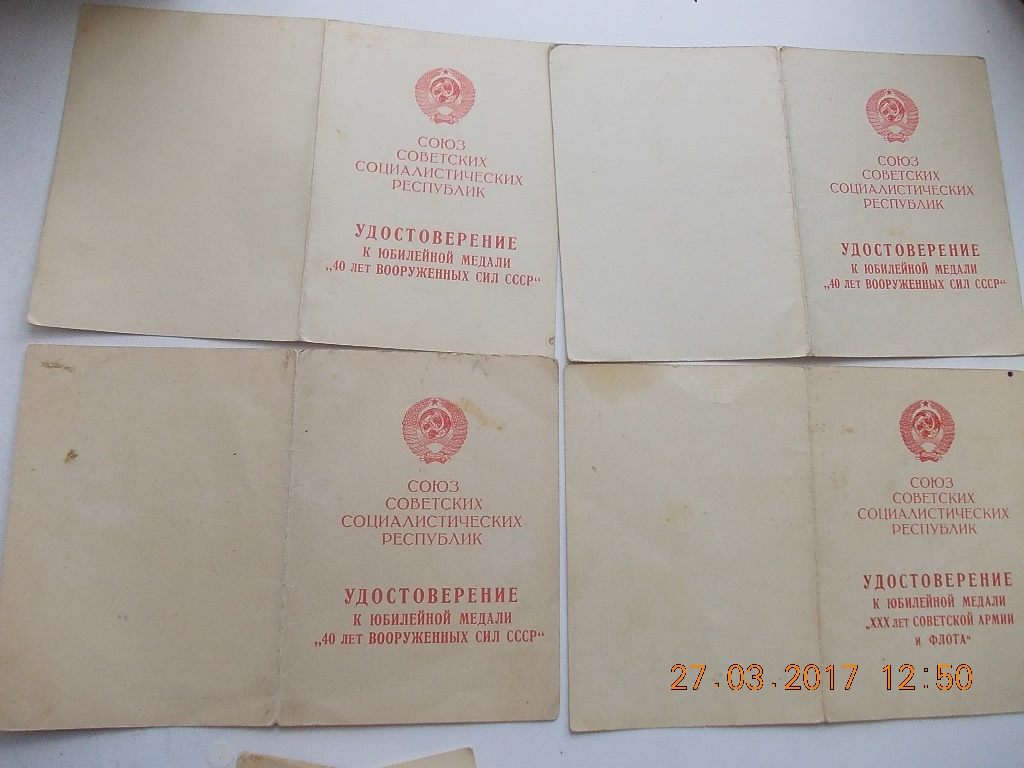 СОЮЗ
СОВЕТСКИХ
СОЦИАЛИСТИЧЕСКИХ
РЕСПУБЛИК
УДОСТОВЕРЕНИЕ
К ЮБИЛЕЙНОЙ МЕДАЛИ
„40 ЛЕТ ВООРУЖЕННЫХ СИЛ СССР“
СОЮЗ
СОВЕТСКИХ
СОЦИАЛИСТИЧЕСКИХ
РЕСПУБЛИК
УДОСТОВЕРЕНИЕ
К ЮБИЛЕЙНОЙ МЕДАЛИ
„40 ЛЕТ ВООРУЖЕННЫХ СИЛ СССР“
СОЮЗ
СОВЕТСКИХ
СОЦИАЛИСТИЧЕСКИХ
РЕСПУБЛИК
УДОСТОВЕРЕНИЕ
К ЮБИЛЕЙНОЙ МЕДАЛИ
„40 ЛЕТ ВООРУЖЕННЫХ СИЛ СССР“
СОЮЗ
СОВЕТСКИХ
СОЦИАЛИСТИЧЕСКИХ
РЕСПУБЛИК
УДОСТОВЕРЕНИЕ
К ЮБИЛЕЙНОЙ МЕДАЛИ
„XXX ЛЕТ СОВЕТСКОЙ АРМИИ
И ФЛОТА“
27.03.2017 12:50